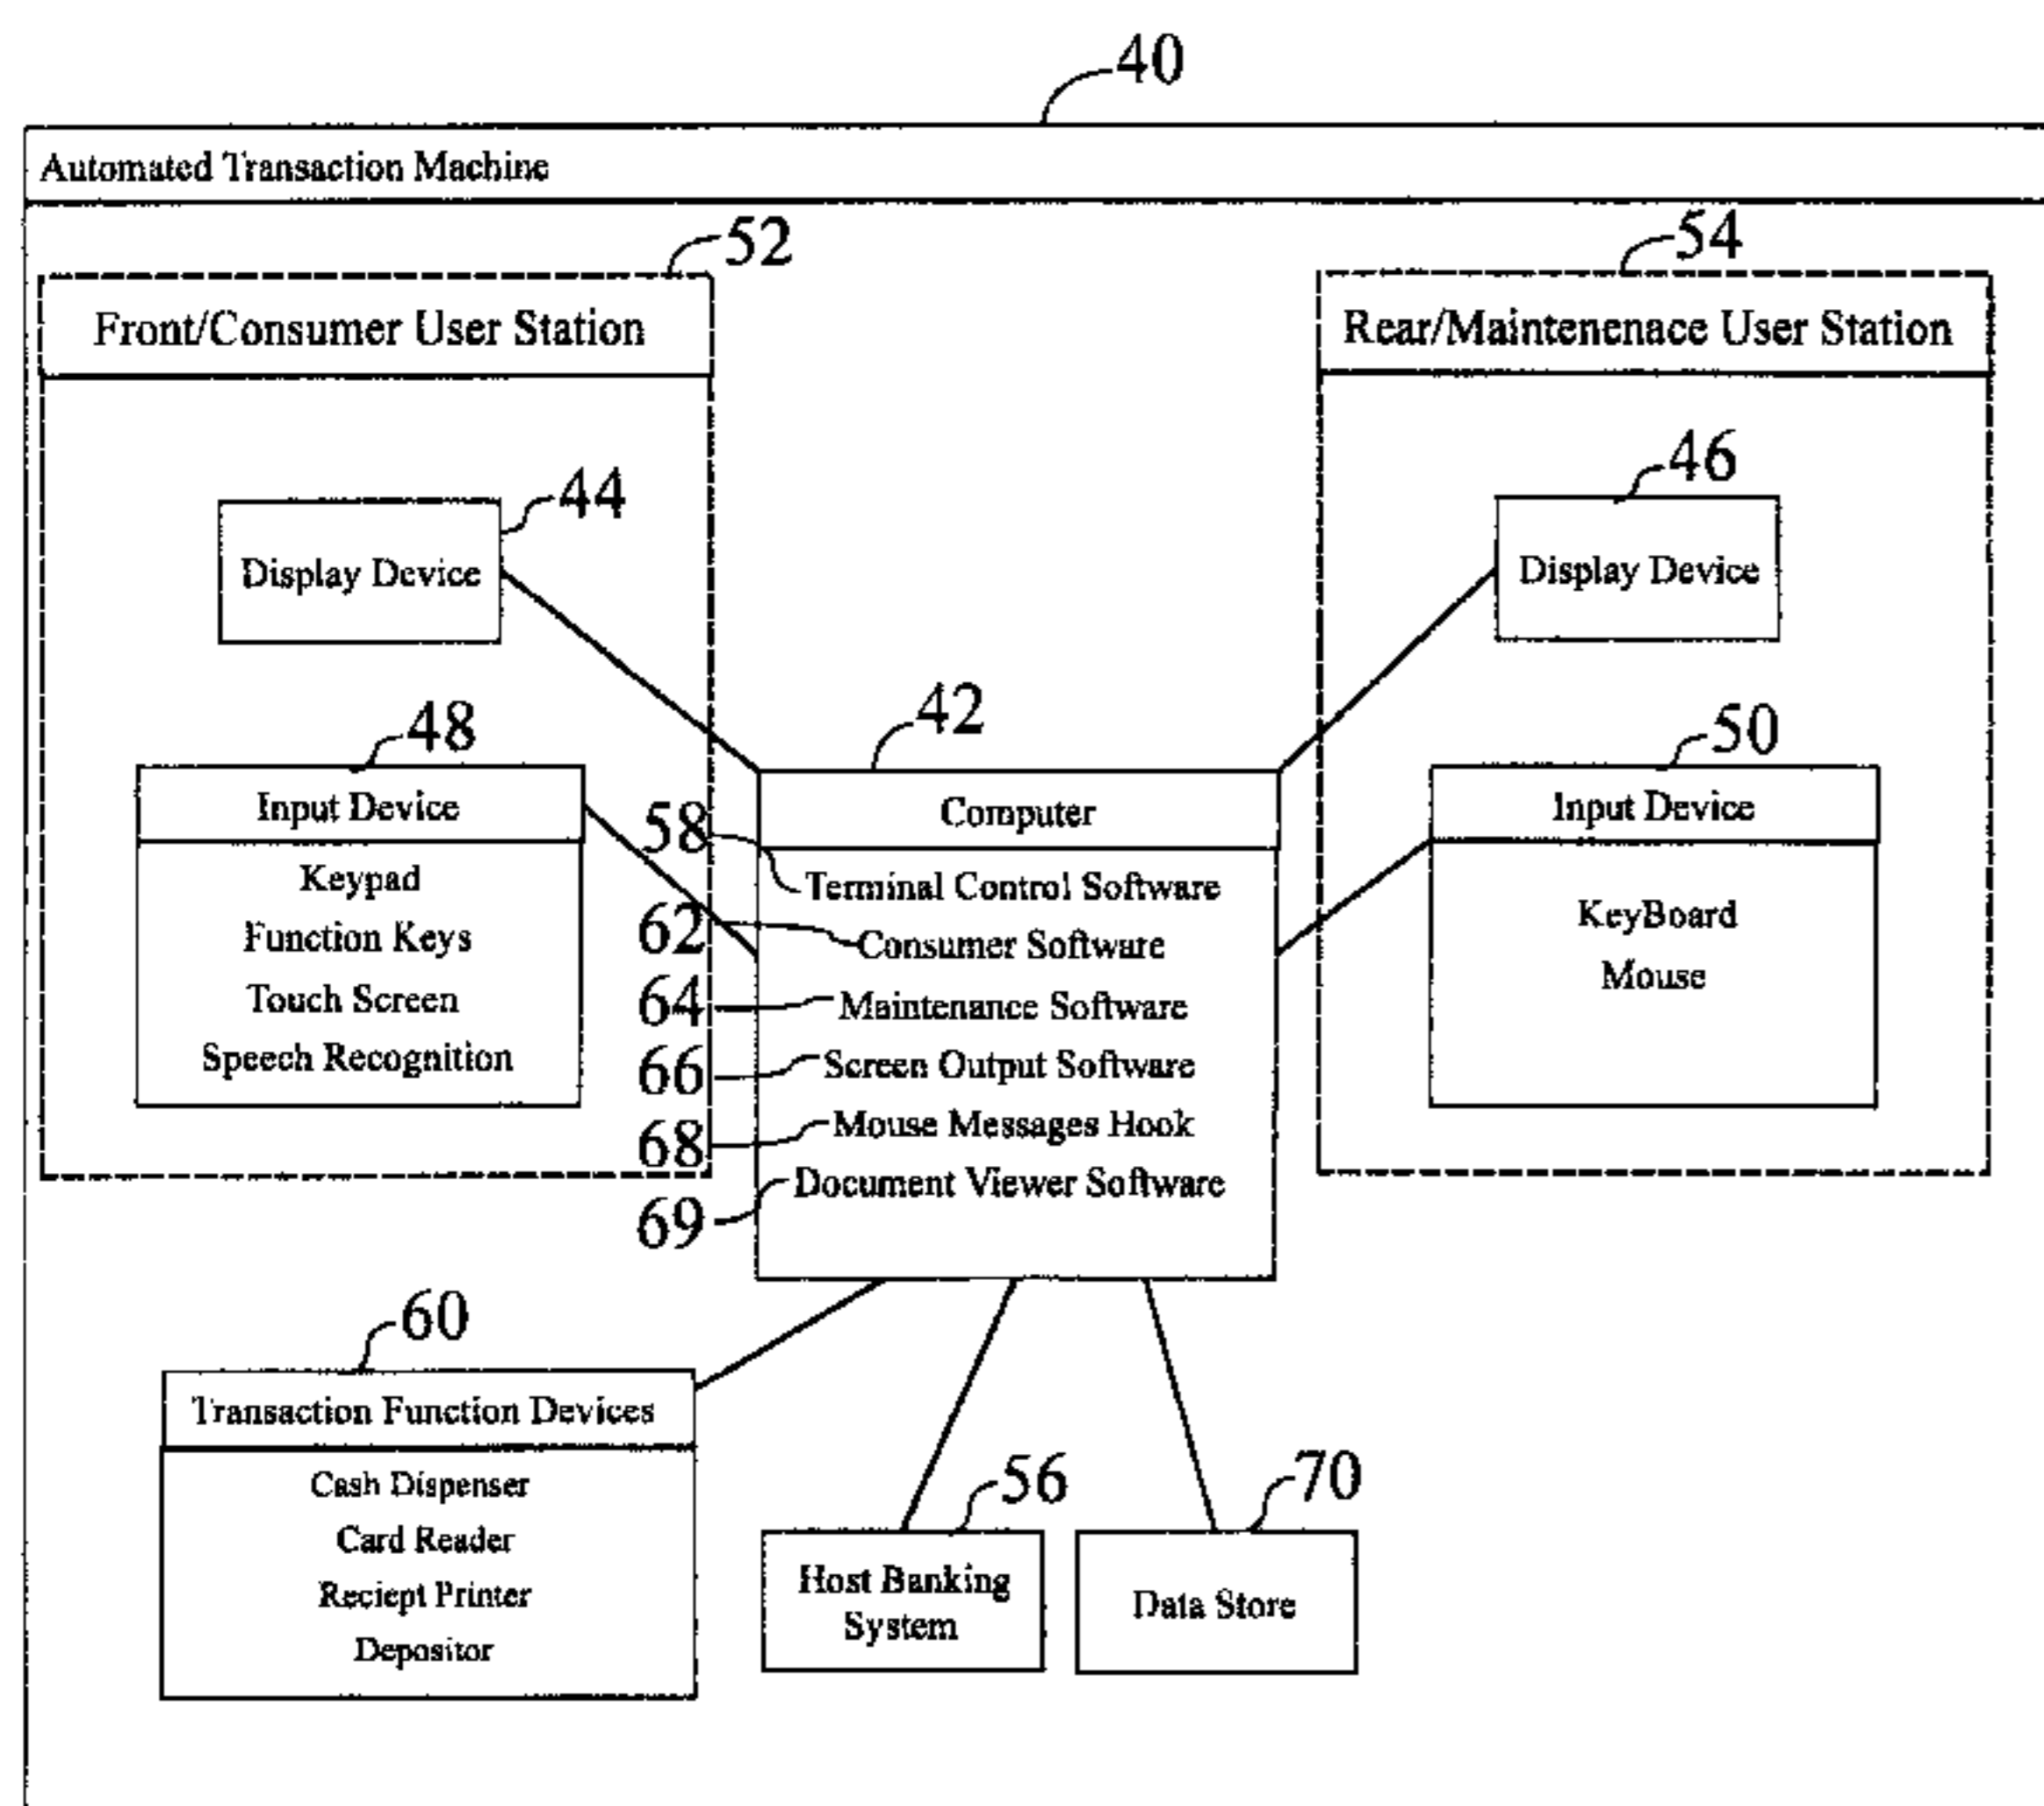 40
Automated Transaction Machine
52
54
Front/Consumer User Station
Rear/Maintenenace User Station
44
Display Device
46
Display Device
48
Input Device
Keypad
Function Keys
Touch Screen
Speech Recognition
42
Computer
58
Terminal Control Software
62
Consumer Software
64
Maintenance Software
66
Screen Output Software
68
Mouse Messages Hook
69
Document Viewer Software
50
Input Device
KeyBoard
Mouse
60
Transaction Function Devices
Cash Dispenser
Card Reader
Reciept Printer
Depositor
56
Host Banking
System
70
Data Store